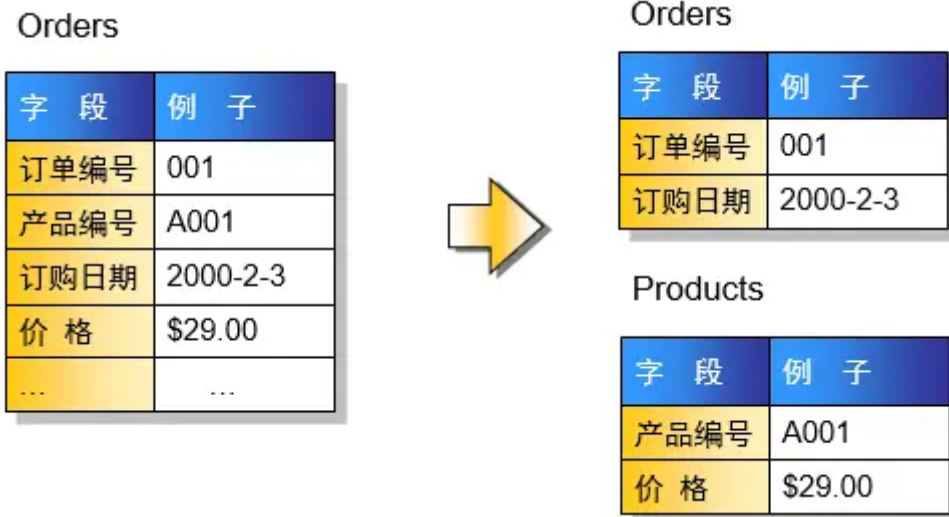 Orders
字 段 例 子
订单编号 001
产品编号 A001
订购日期 2000-2-3
价 格 $29.00
... ...
Orders
字 段 例 子
订单编号 001
订购日期 2000-2-3
Products
字 段 例 子
产品编号 A001
价 格 $29.00